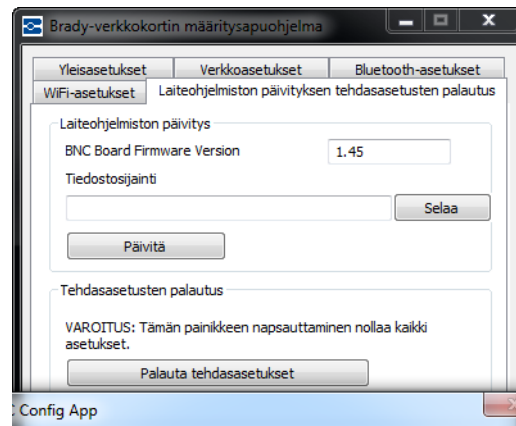 Brady-verkkokortin määritysapuohjelma
Yleisasetukset Verkkoasetukset Bluetooth-asetukset
WiFi-asetukset Laiteohjelmiston päivityksen tehdasasetusten palautus
Laiteohjelmiston päivitys
BNC Board Firmware Version 1.45
Tiedostosijainti
Selaa
Päivitä
Tehdasasetusten palautus
VAROITUS: Tämän painikkeen napsauttaminen nollaa kaikki
asetukset.
Palauta tehdasasetukset
Config App